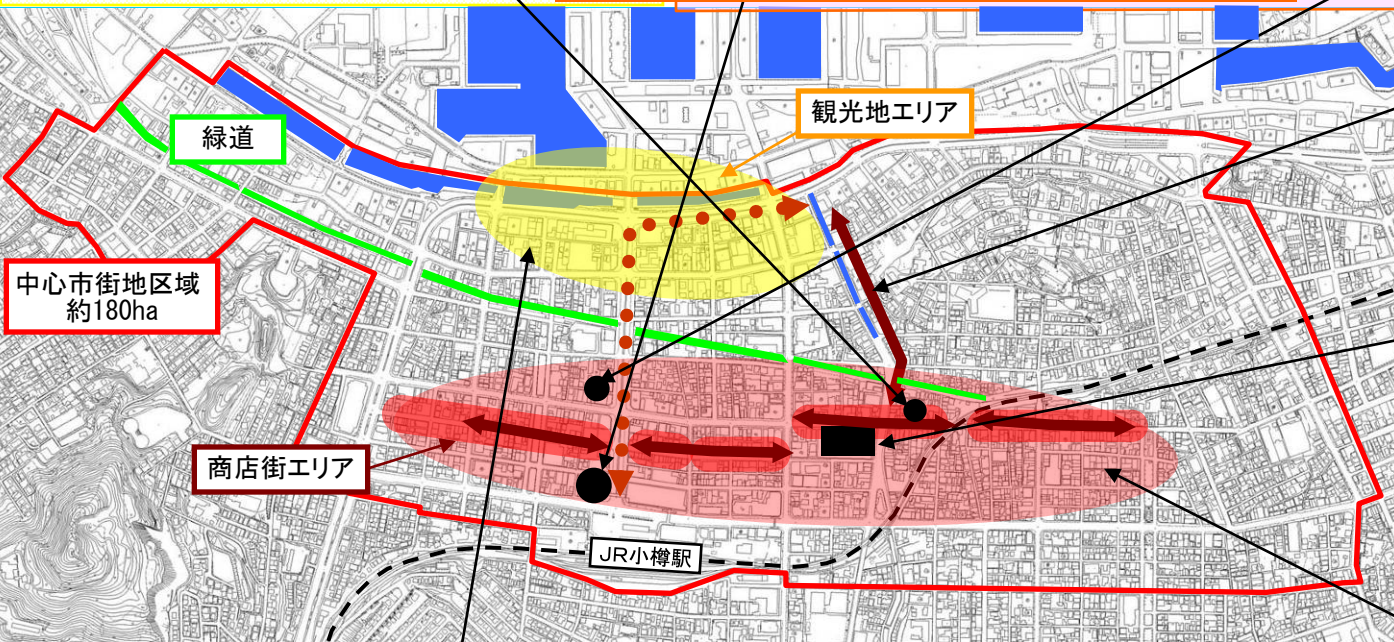 観光地エリア
緑道
中心市街地区域
約180ha
商店街エリア
JR小樽駅